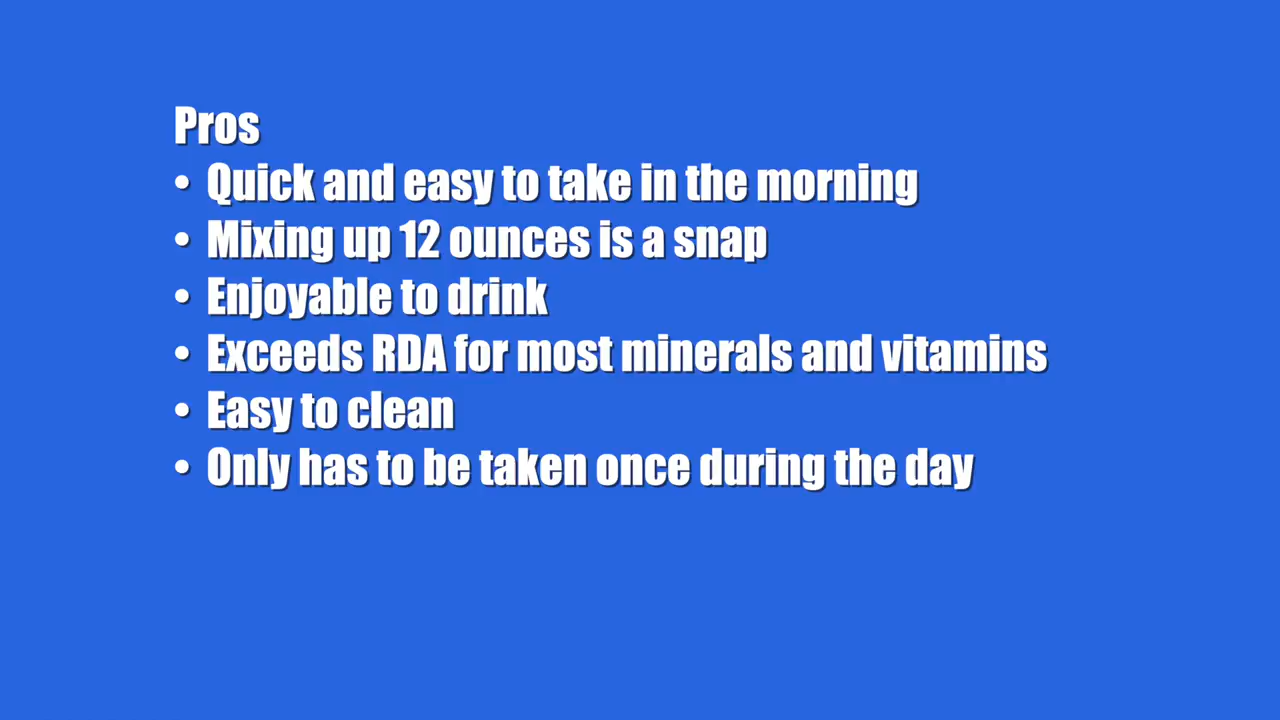 Pros
• Quick and easy to take in the morning
• Mixing up 12 ounces is a snap
• Enjoyable to drink
• Exceeds RDA for most minerals and vitamins
• Easy to clean
• Only has to be taken once during the day